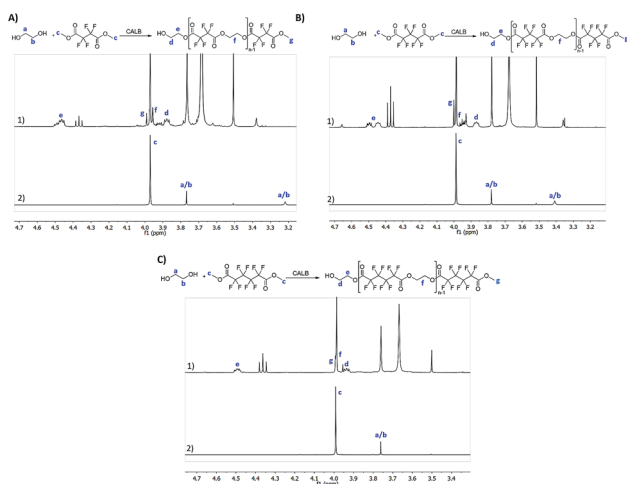 A)
a
HO
OH
b
+
c
O
O
F F
F F
O
O
c
CALB
HO
d
e
O
O
F F
F F
O
O
f
O
n-1
O
F F
F F
O
O
g
1)
e
g
f
d
2)
c
a/b
a/b
4.7 4.6 4.5 4.4 4.3 4.2 4.1 4.0 3.9 3.8 3.7 3.6 3.5 3.4 3.3 3.2
f1 (ppm)
B)
a
HO
OH
b
+
c
O
O
F F F
F F F
O
O
c
CALB
HO
d
e
O
O
F F F
F F F
O
O
f
O
n-1
O
F F F
F F F
O
O
g
1)
e
g
f
d
2)
c
a/b
a/b
4.7 4.6 4.5 4.4 4.3 4.2 4.1 4.0 3.9 3.8 3.7 3.6 3.5 3.4 3.3 3.2
f1 (ppm)
C)
a
HO
OH
b
+
c
O
O
F F F F
F F F F
O
O
c
CALB
HO
d
e
O
O
F F F F
F F F F
O
O
f
O
n-1
O
F F F F
F F F F
O
O
g
1)
e
g
f
d
2)
c
a/b
4.7 4.6 4.5 4.4 4.3 4.2 4.1 4.0 3.9 3.8 3.7 3.6 3.5 3.4
f1 (ppm)